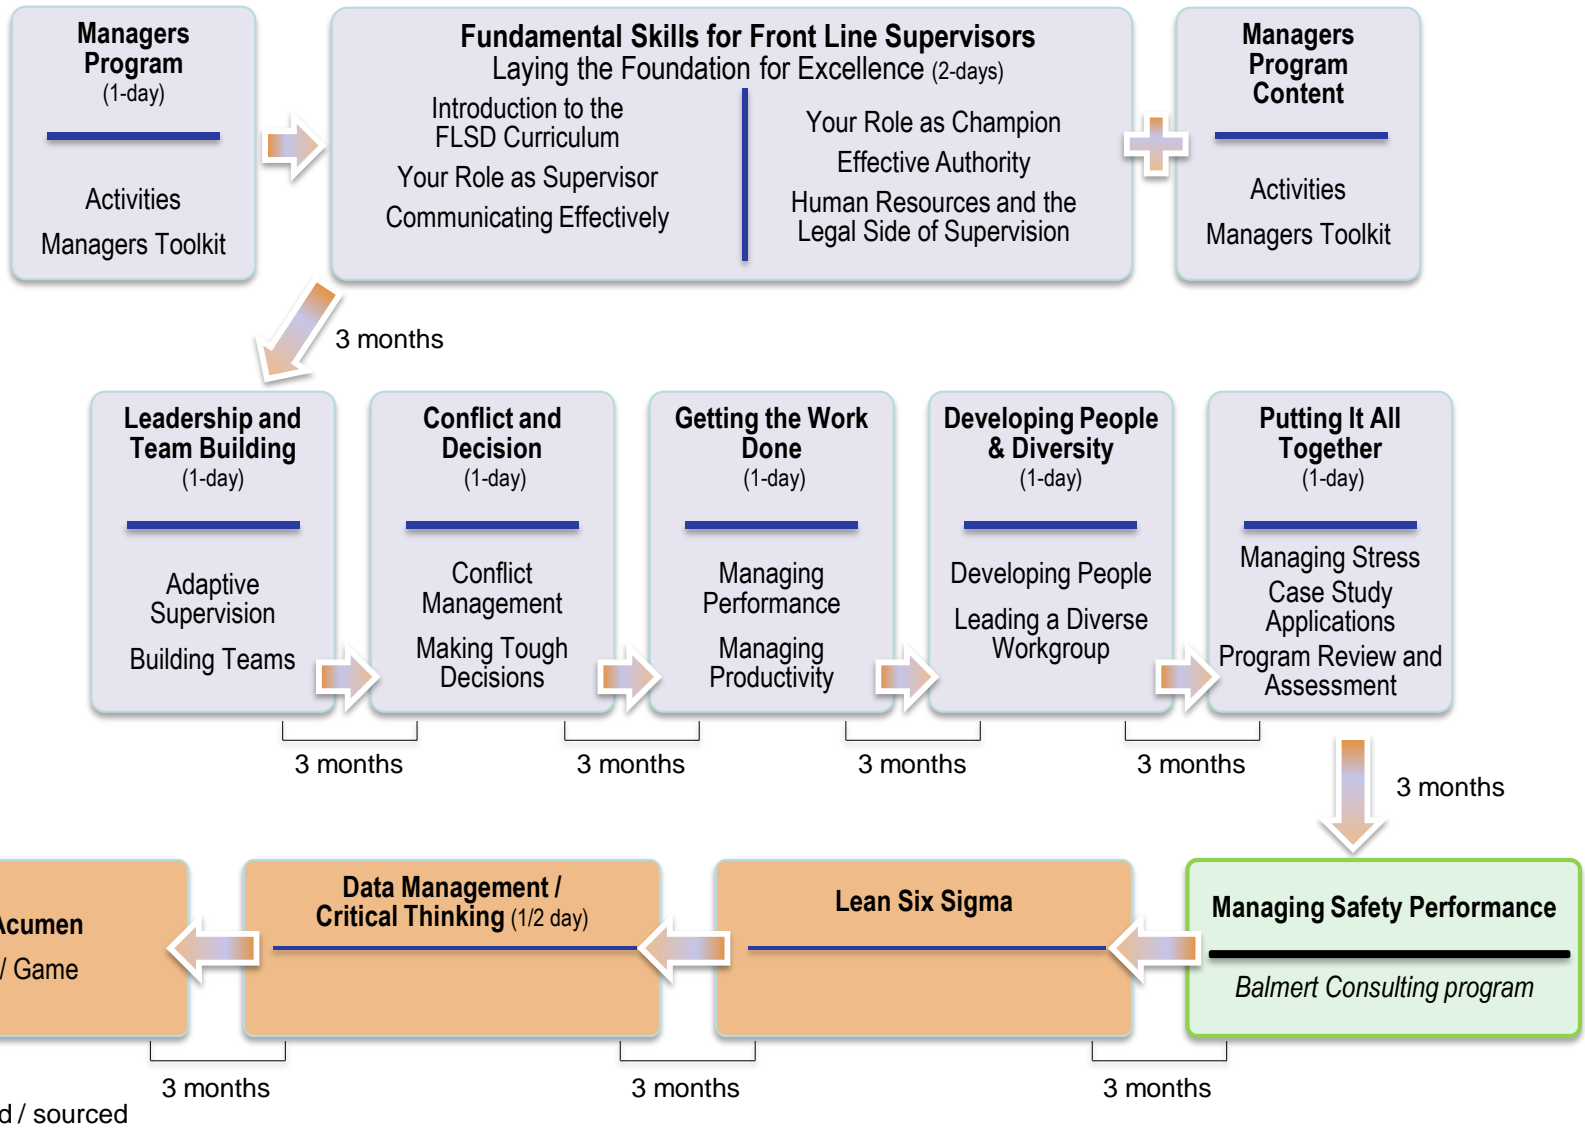 Managers
Program
(1-day)
Activities
Managers Toolkit
Fundamental Skills for Front Line Supervisors
Laying the Foundation for Excellence (2-days)
Introduction to the
FLSD Curriculum
Your Role as Supervisor
Communicating Effectively
Your Role as Champion
Effective Authority
Human Resources and the
Legal Side of Supervision
Managers
Program
Content
Activities
Managers Toolkit
3 months
Leadership and
Team Building
(1-day)
Adaptive
Supervision
Building Teams
Conflict and
Decision
(1-day)
Conflict
Management
Making Tough
Decisions
Getting the Work
Done
(1-day)
Managing
Performance
Managing
Productivity
Developing People
& Diversity
(1-day)
Developing People
Leading a Diverse
Workgroup
Putting It All
Together
(1-day)
Managing Stress
Case Study
Applications
Program Review and
Assessment
3 months
3 months
3 months
3 months
3 months
Acumen
/ Game
Data Management /
Critical Thinking (1/2 day)
Lean Six Sigma
Managing Safety Performance
Balmert Consulting program
3 months
3 months
3 months
/ sourced